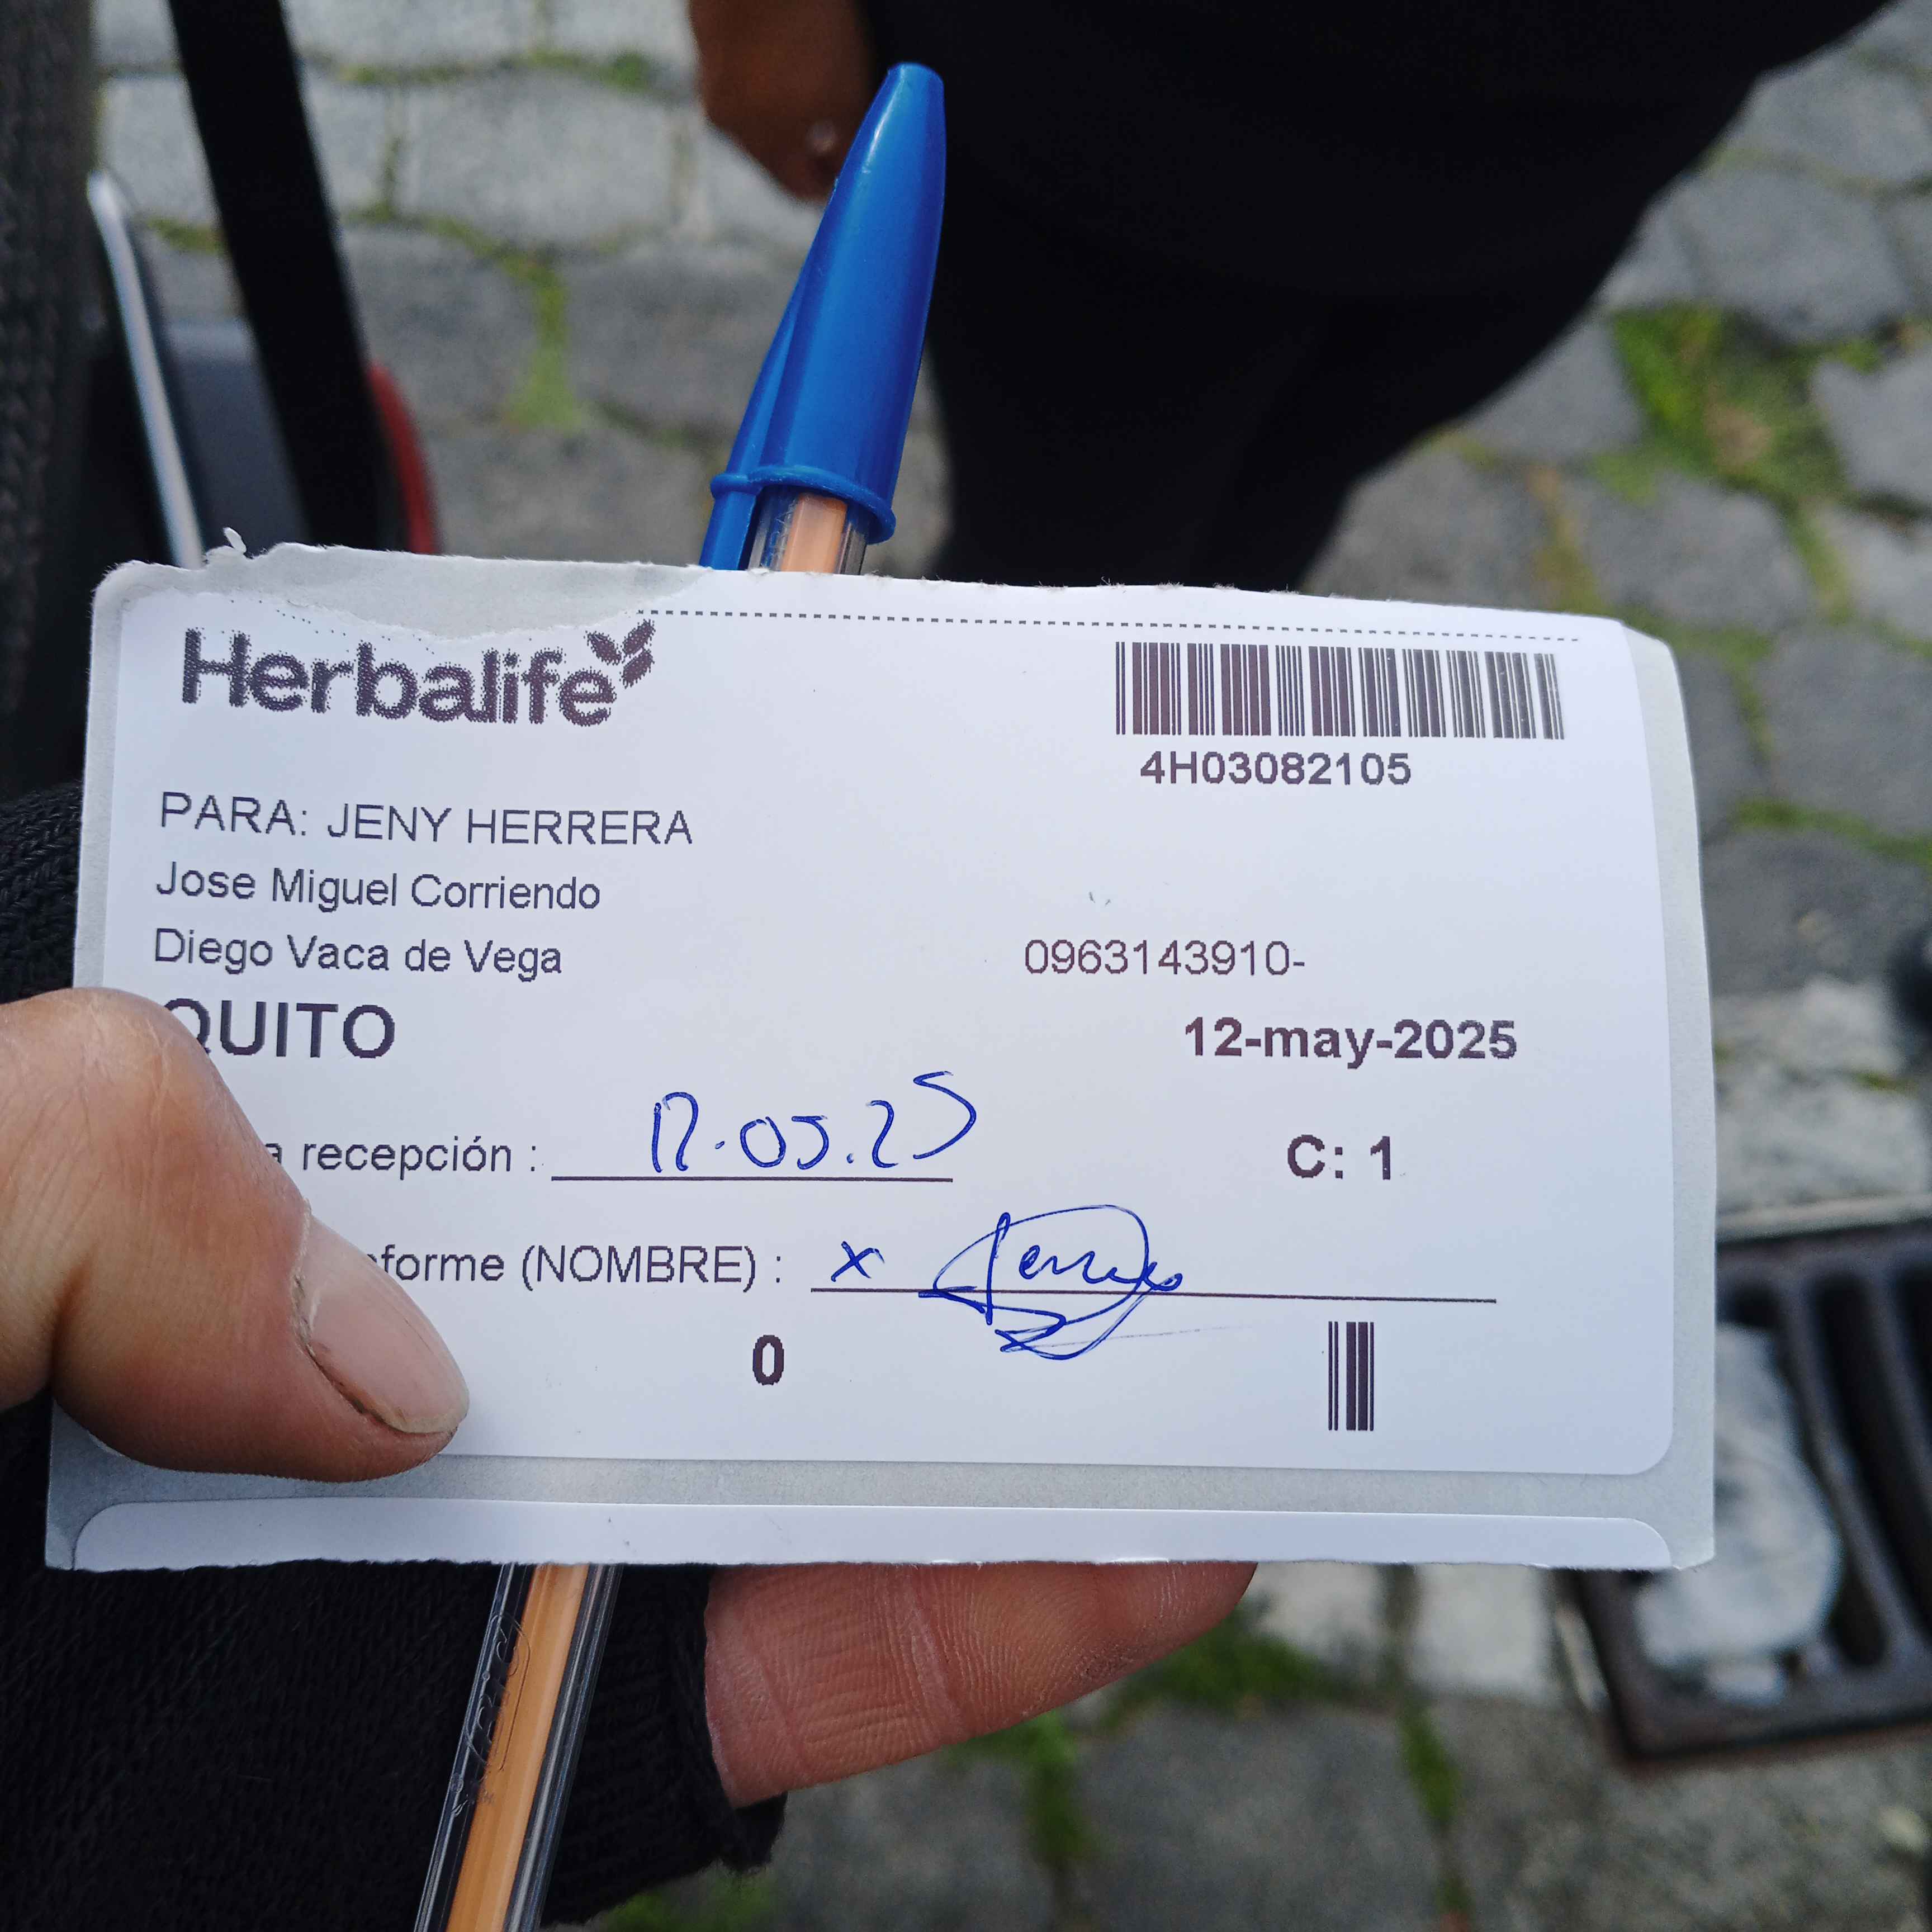 Herbalife
4H03082105
PARA: JENY HERRERA
Jose Miguel Corriendo
Diego Vaca de Vega 0963143910-
QUITO 12-may-2025
a recepción : 12.05.25 C: 1
nforme (NOMBRE) : x
0